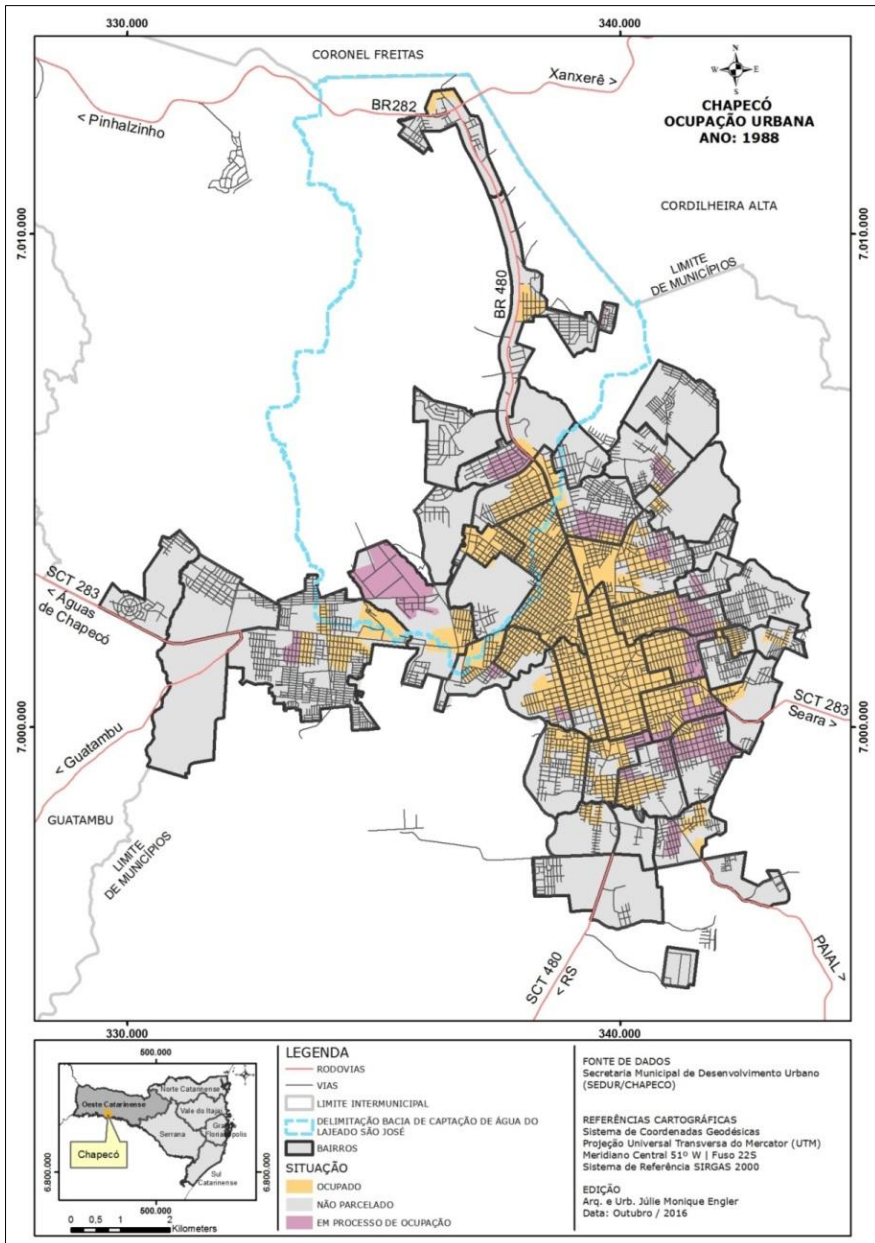 330.000
340.000
CORONEL FREITAS
Xanxerê >
N
W E
S
CHAPECÓ
OCUPAÇÃO URBANA
ANO: 1988
BR282
< Pinhalzinho
CORDILHEIRA ALTA
7.010.000
7.010.000
LIMITE
DE MUNICÍPIOS
BR 480
SCT 283
< Águas
de Chapecó
SCT 283
Seara >
7.000.000
7.000.000
< Guatambu
GUATAMBU
LIMITE
DE MUNICÍPIOS
SCT 480
< RS
PAIAL >
330.000
340.000
500.000
Norte Catarinense
Oeste Catarinense
Vale do Itajaí
Grande
Florianópolis
Serrana
Chapecó
Sul
Catarinense
6.800.000
6.800.000
500.000
0 0,5 1 2
Kilometers
LEGENDA
RODOVIAS
VIAS
LIMITE INTERMUNICIPAL
DELIMITAÇÃO BACIA DE CAPTAÇÃO DE ÁGUA DO
LAJEADO SÃO JOSÉ
BAIRROS
SITUAÇÃO
OCUPADO
NÃO PARCELADO
EM PROCESSO DE OCUPAÇÃO
FONTE DE DADOS
Secretaria Municipal de Desenvolvimento Urbano
(SEDUR/CHAPECO)
REFERÊNCIAS CARTOGRÁFICAS
Sistema de Coordenadas Geodésicas
Projeção Universal Transversa do Mercator (UTM)
Meridiano Central 51º W | Fuso 22S
Sistema de Referência SIRGAS 2000
EDIÇÃO
Arq. e Urb. Júlie Monique Engler
Data: Outubro / 2016